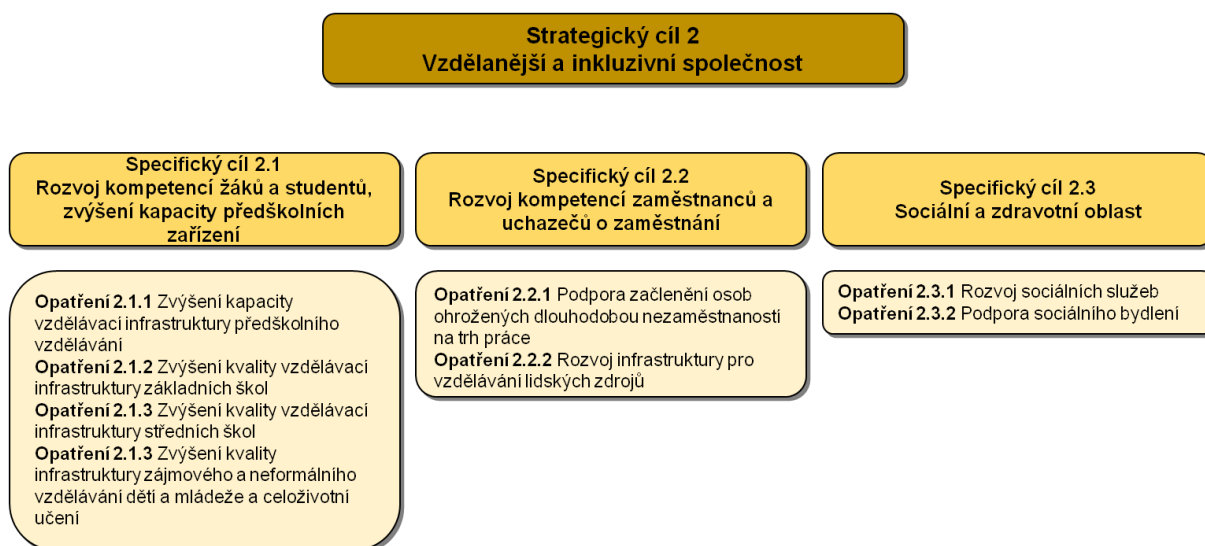 Strategický cíl 2
Vzdělanější a inkluzivní společnost
Specifický cíl 2.1
Rozvoj kompetencí žáků a studentů,
zvýšení kapacity předškolních
zařízení
Opatření 2.1.1 Zvýšení kapacity
vzdělávací infrastruktury předškolního
vzdělávání
Opatření 2.1.2 Zvýšení kvality vzdělávací
infrastruktury základních škol
Opatření 2.1.3 Zvýšení kvality vzdělávací
infrastruktury středních škol
Opatření 2.1.3 Zvýšení kvality
infrastruktury zájmového a neformálního
vzdělávání dětí a mládeže a celoživotní
učení
Specifický cíl 2.2
Rozvoj kompetencí zaměstnanců a
uchazečů o zaměstnání
Opatření 2.2.1 Podpora začlenění osob
ohrožených dlouhodobou nezaměstnaností
na trh práce
Opatření 2.2.2 Rozvoj infrastruktury pro
vzdělávání lidských zdrojů
Specifický cíl 2.3
Sociální a zdravotní oblast
Opatření 2.3.1 Rozvoj sociálních služeb
Opatření 2.3.2 Podpora sociálního bydlení